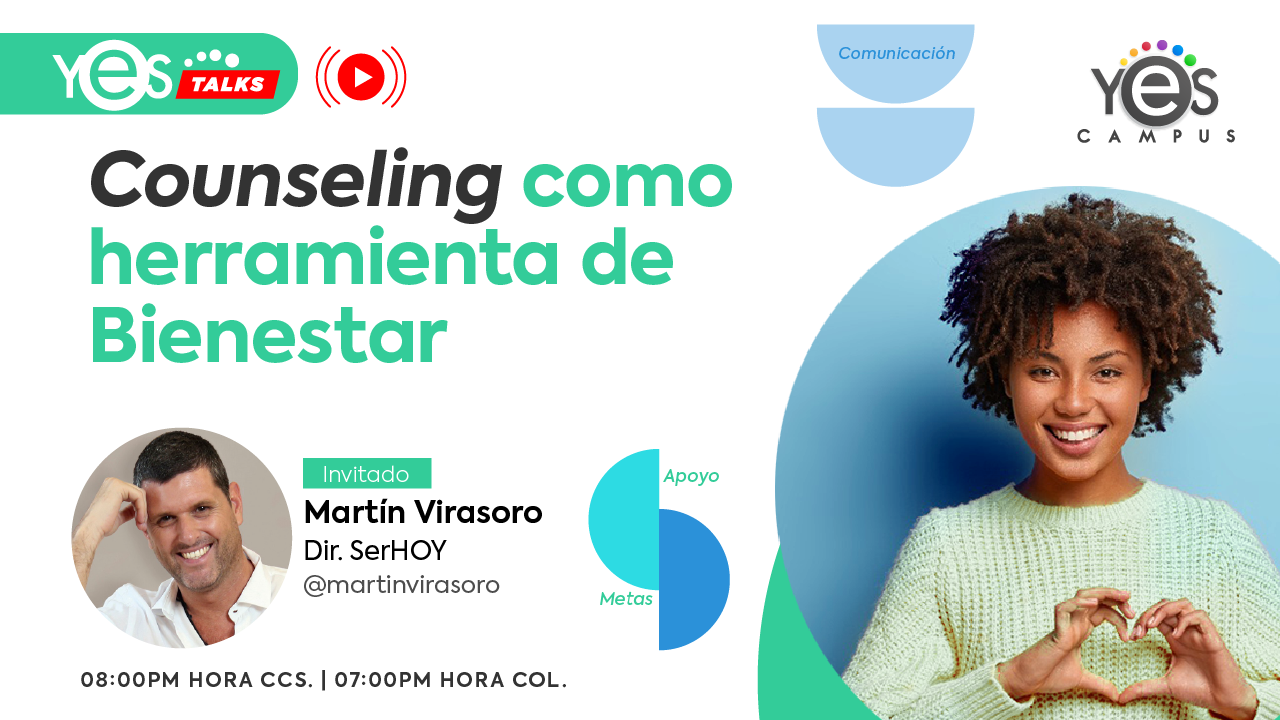 YES TALKS
Comunicación
YES
CAMPUS
Counseling como
herramienta de
Bienestar
Invitado
Martín Virasoro
Dir. SerHOY
@martinvirasoro
Apoyo
Metas
08:00PM HORA CCS. | 07:00PM HORA COL.